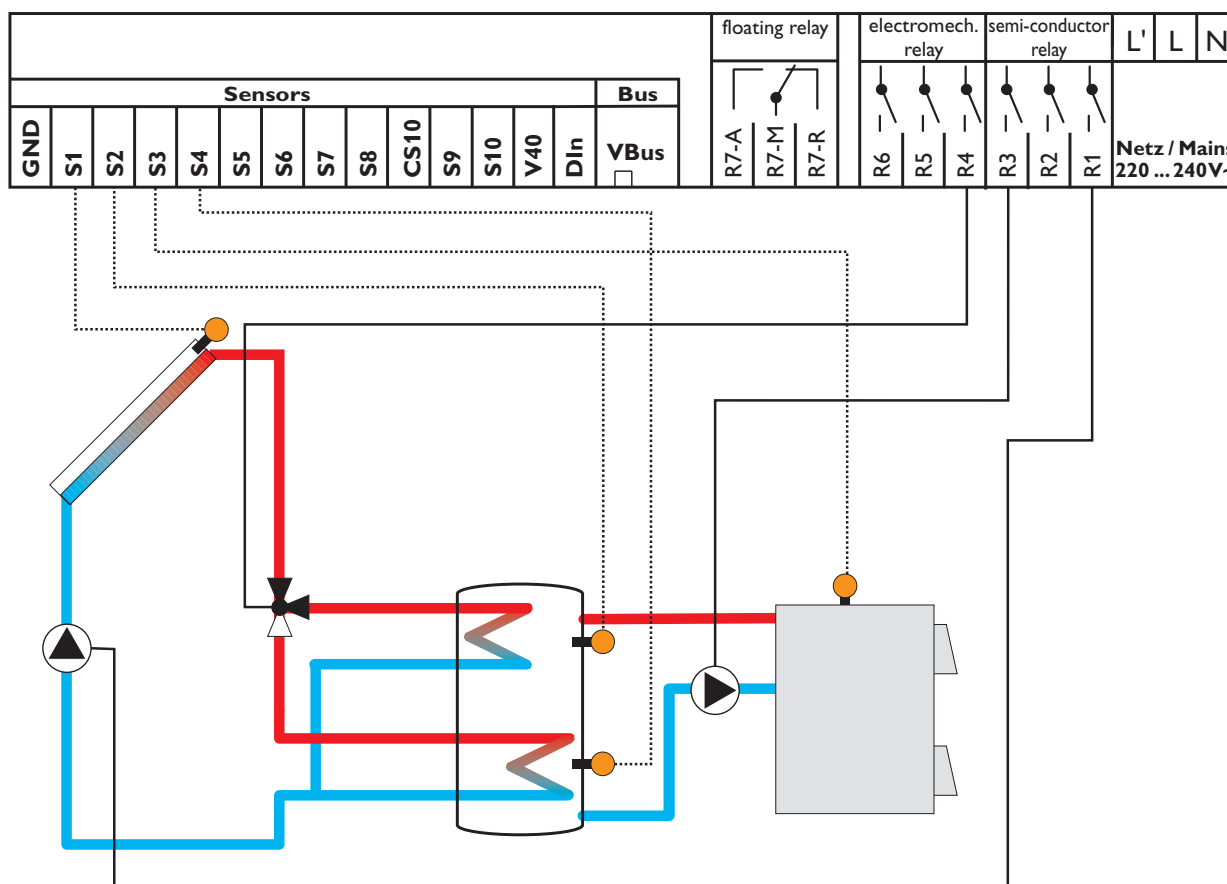 floating relay
electromech.
relay
semi-conductor
relay
L'
L
N
Sensors
Bus
GND
S1
S2
S3
S4
S5
S6
S7
S8
CS10
S9
S10
V40
DIn
VBus
R7-A
R7-M
R7-R
R6
R5
R4
R3
R2
R1
Netz / Mains
220 ... 240V~